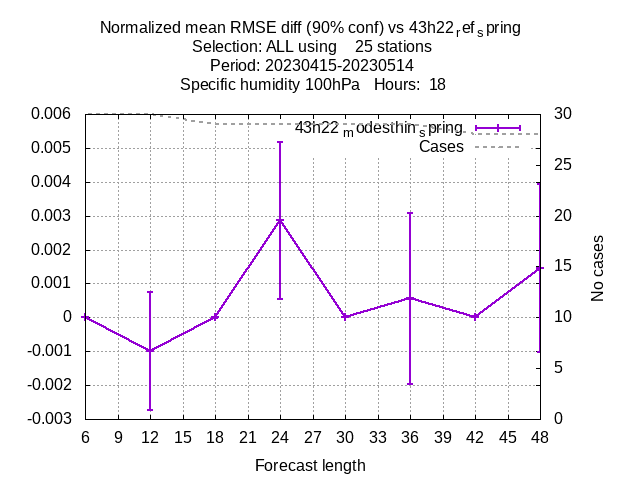 Normalized mean RMSE diff (90% conf) vs 43h22refspring
Selection: ALL using 25 stations
Period: 20230415-20230514
Specific humidity 100hPa Hours: 18
43h22modesthinspring
Cases
0.006
0.005
0.004
0.003
0.002
0.001
0
-0.001
-0.002
-0.003
30
25
20
15
10
5
0
No cases
6 9 12 15 18 21 24 27 30 33 36 39 42 45 48
Forecast length